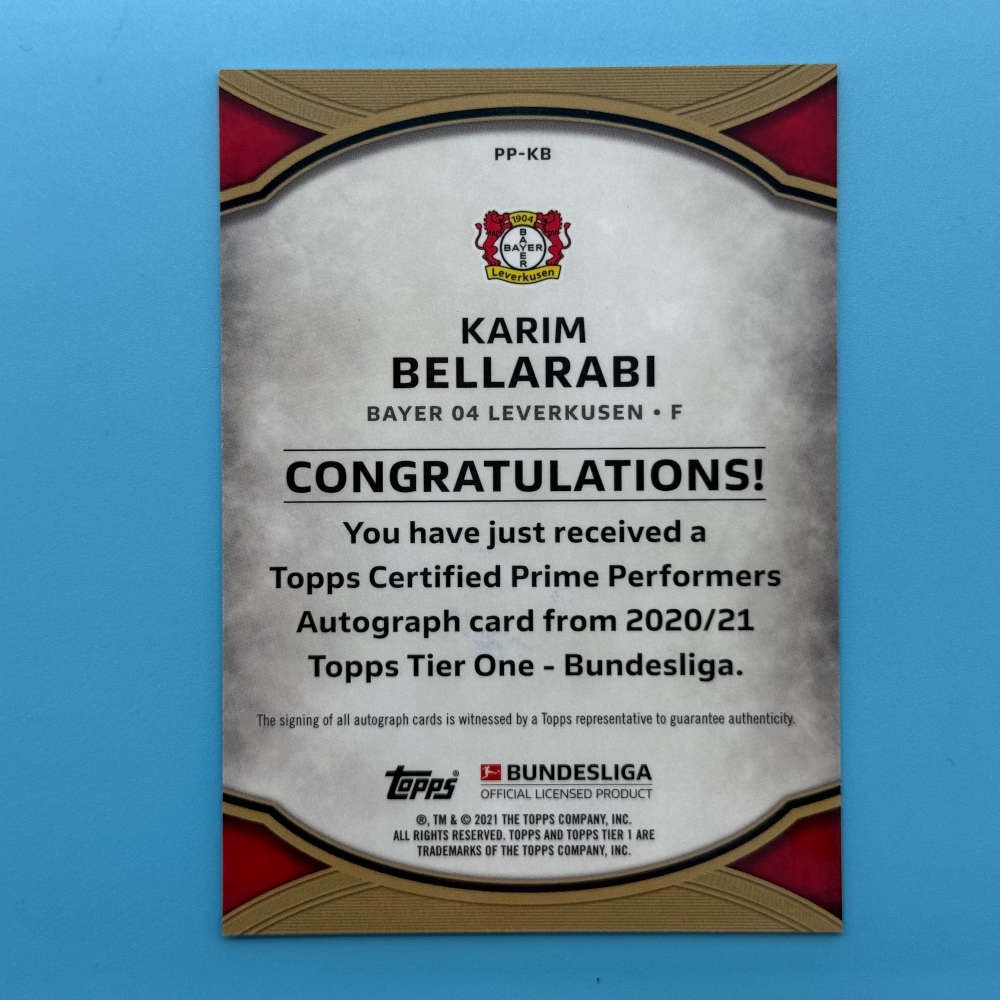 PP-KB
1904
BAYER
BAYER
Leverkusen
KARIM
BELLARABI
BAYER 04 LEVERKUSEN • F
CONGRATULATIONS!
You have just received a
Topps Certified Prime Performers
Autograph card from 2020/21
Topps Tier One - Bundesliga.
The signing of all autograph cards is witnessed by a Topps representative to guarantee authenticity.
topps®
BUNDESLIGA
OFFICIAL LICENSED PRODUCT
®, TM & © 2021 THE TOPPS COMPANY, INC.
ALL RIGHTS RESERVED. TOPPS AND TOPPS TIER 1 ARE
TRADEMARKS OF THE TOPPS COMPANY, INC.